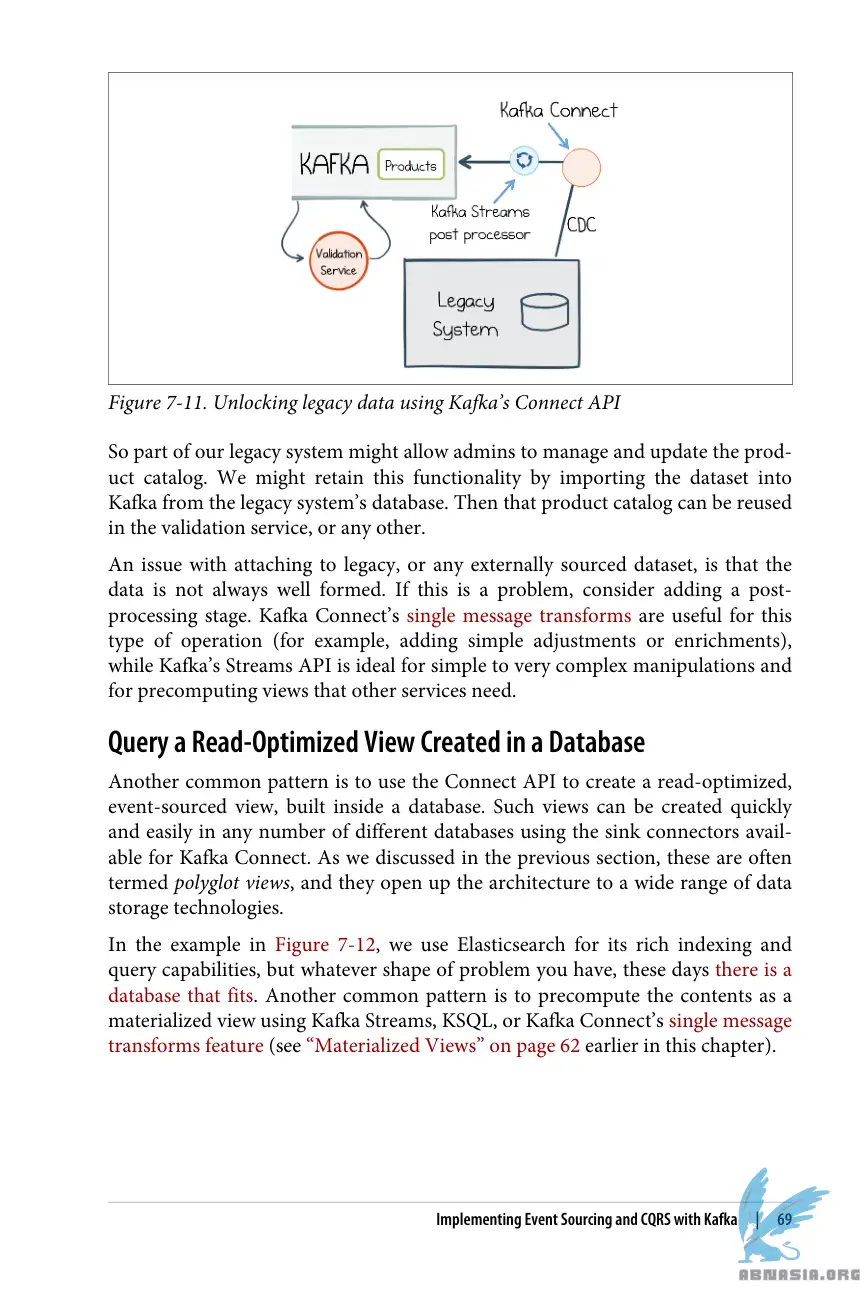 Kafka Connect
KAFKA
Products
Kafka Streams
post processor
CDC
Validation
Service
Legacy
System
Figure 7-11. Unlocking legacy data using Kafka’s Connect API
So part of our legacy system might allow admins to manage and update the prod-
uct catalog. We might retain this functionality by importing the dataset into
Kafka from the legacy system’s database. Then that product catalog can be reused
in the validation service, or any other.
An issue with attaching to legacy, or any externally sourced dataset, is that the
data is not always well formed. If this is a problem, consider adding a post-
processing stage. Kafka Connect’s single message transforms are useful for this
type of operation (for example, adding simple adjustments or enrichments),
while Kafka’s Streams API is ideal for simple to very complex manipulations and
for precomputing views that other services need.
Query a Read-Optimized View Created in a Database
Another common pattern is to use the Connect API to create a read-optimized,
event-sourced view, built inside a database. Such views can be created quickly
and easily in any number of different databases using the sink connectors avail-
able for Kafka Connect. As we discussed in the previous section, these are often
termed polyglot views, and they open up the architecture to a wide range of data
storage technologies.
In the example in Figure 7-12, we use Elasticsearch for its rich indexing and
query capabilities, but whatever shape of problem you have, these days there is a
database that fits. Another common pattern is to precompute the contents as a
materialized view using Kafka Streams, KSQL, or Kafka Connect’s single message
transforms feature (see “Materialized Views” on page 62 earlier in this chapter).
Implementing Event Sourcing and CQRS with Kafka | 69
ABNASIA.ORG